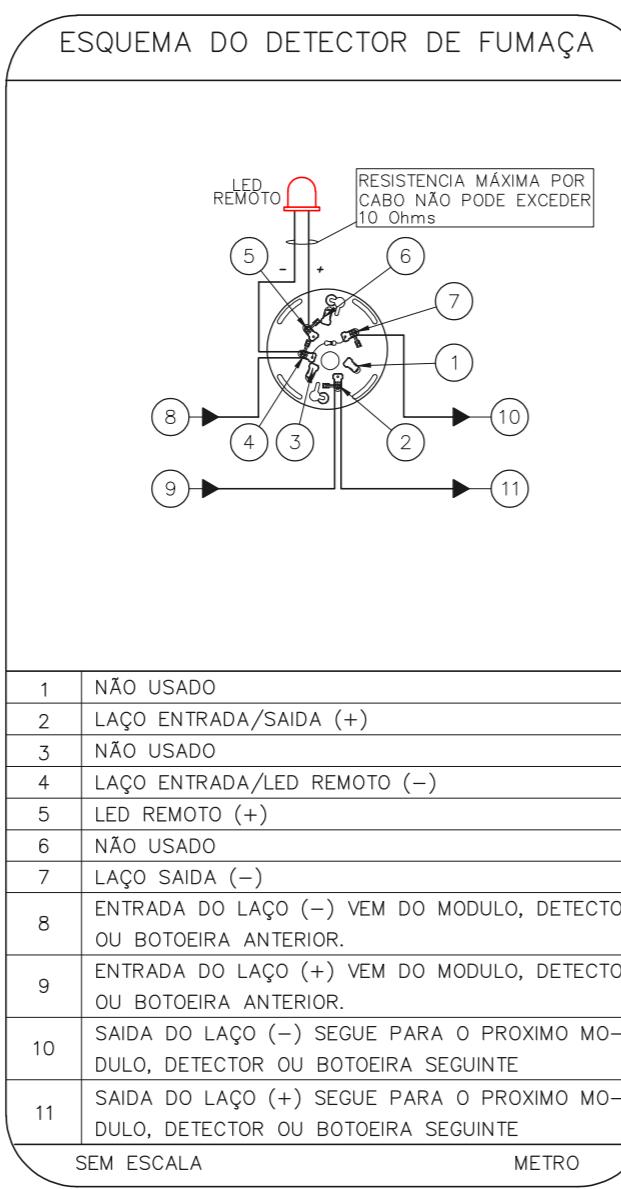 ESQUEMA DO DETECTOR DE FUMAÇA
LED
REMOTO
RESISTENCIA MÁXIMA POR
CABO NÃO PODE EXCEDER
10 Ohms
5
6
- +
7
1
8
10
4
3
2
9
11
1 NÃO USADO
2 LAÇO ENTRADA/SAIDA (+)
3 NÃO USADO
4 LAÇO ENTRADA/LED REMOTO (-)
5 LED REMOTO (+)
6 NÃO USADO
7 LAÇO SAIDA (-)
8 ENTRADA DO LAÇO (-) VEM DO MODULO, DETECTO
OU BOTOEIRA ANTERIOR.
9 ENTRADA DO LAÇO (+) VEM DO MODULO, DETECTO
OU BOTOEIRA ANTERIOR.
10 SAIDA DO LAÇO (-) SEGUE PARA O PROXIMO MO-
DULO, DETECTOR OU BOTOEIRA SEGUINTE
11 SAIDA DO LAÇO (+) SEGUE PARA O PROXIMO MO-
DULO, DETECTOR OU BOTOEIRA SEGUINTE
SEM ESCALA METRO